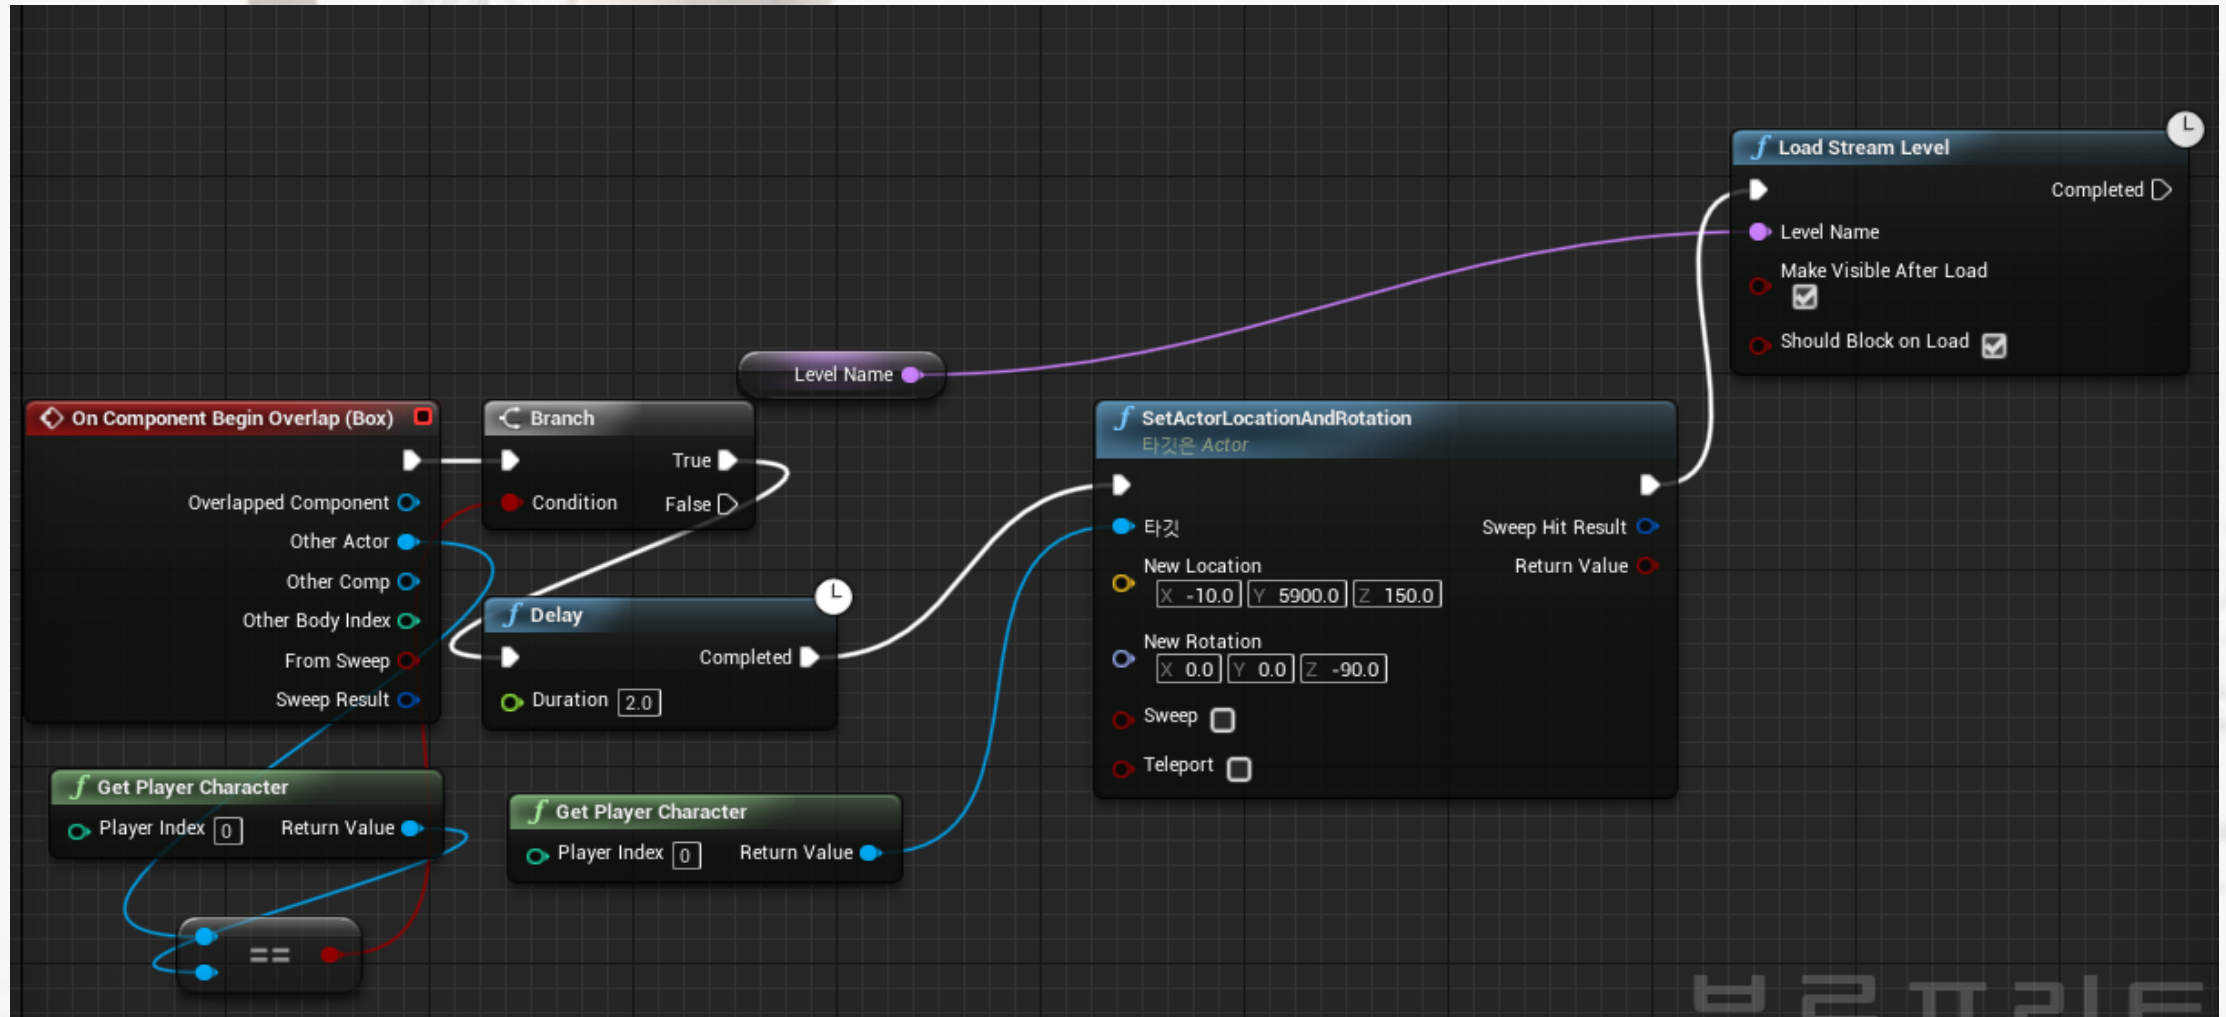 Load Stream Level
Completed
Level Name
Make Visible After Load
Should Block on Load
Level Name
On Component Begin Overlap (Box)
Overlapped Component
Other Actor
Other Comp
Other Body Index
From Sweep
Sweep Result
Branch
True
Condition
False
Delay
Completed
Duration 2.0
SetActorLocationAndRotation
타깃은 Actor
타깃
Sweep Hit Result
New Location
Return Value
X -10.0 Y 5900.0 Z 150.0
New Rotation
X 0.0 Y 0.0 Z -90.0
Sweep
Teleport
Get Player Character
Player Index 0 Return Value
Get Player Character
Player Index 0 Return Value
==